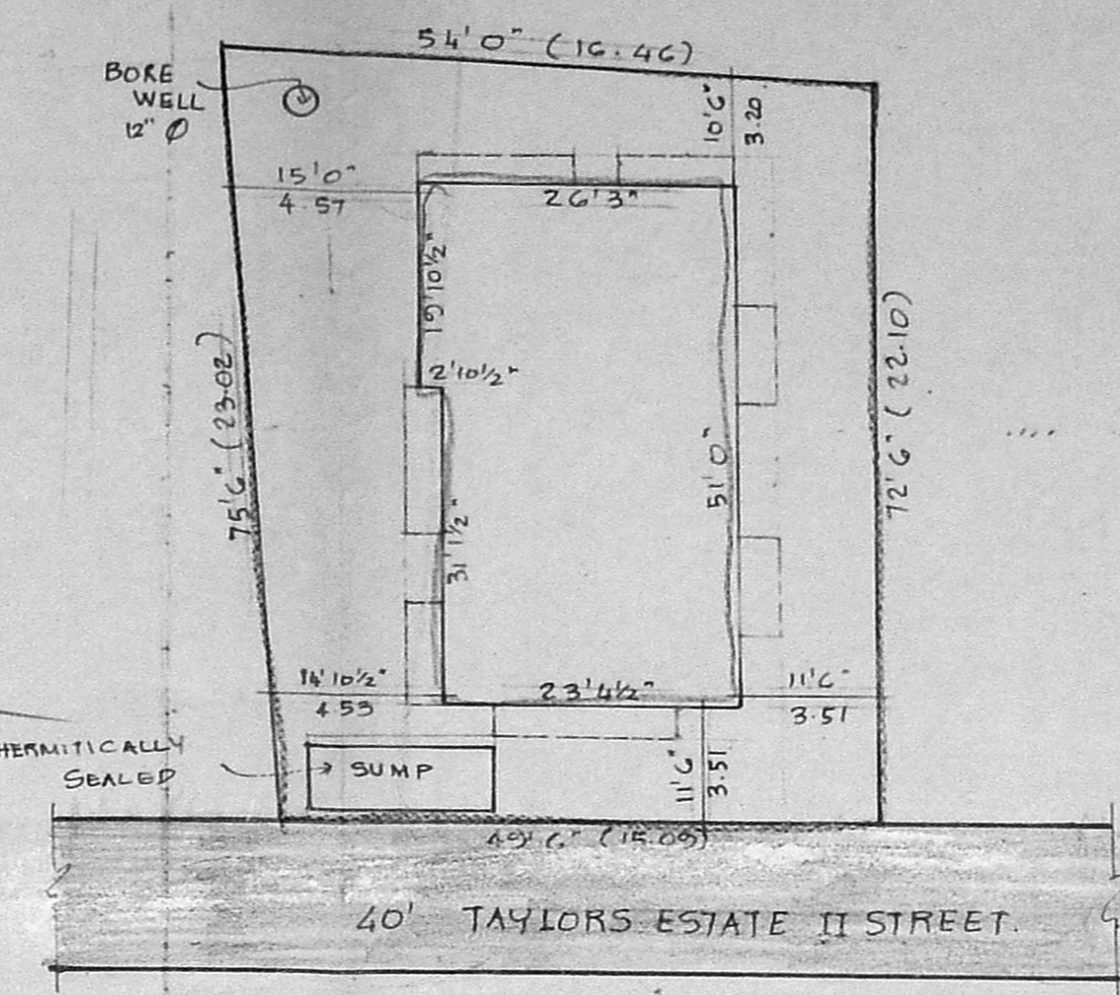 54'0" (16.46)
BORE
WELL
12" Ø
10'6"
3.20
15'0"
4.57
26'3"
19'10½"
2'10½"
75'6" (23.02)
72'6" (22.10)
51'0"
31'1½"
14'10½"
4.53
23'4½"
11'6"
3.51
HERMITICALLY
SEALED
SUMP
11'6"
3.51
49'6" (15.09)
40' TAYLORS ESTATE II STREET.